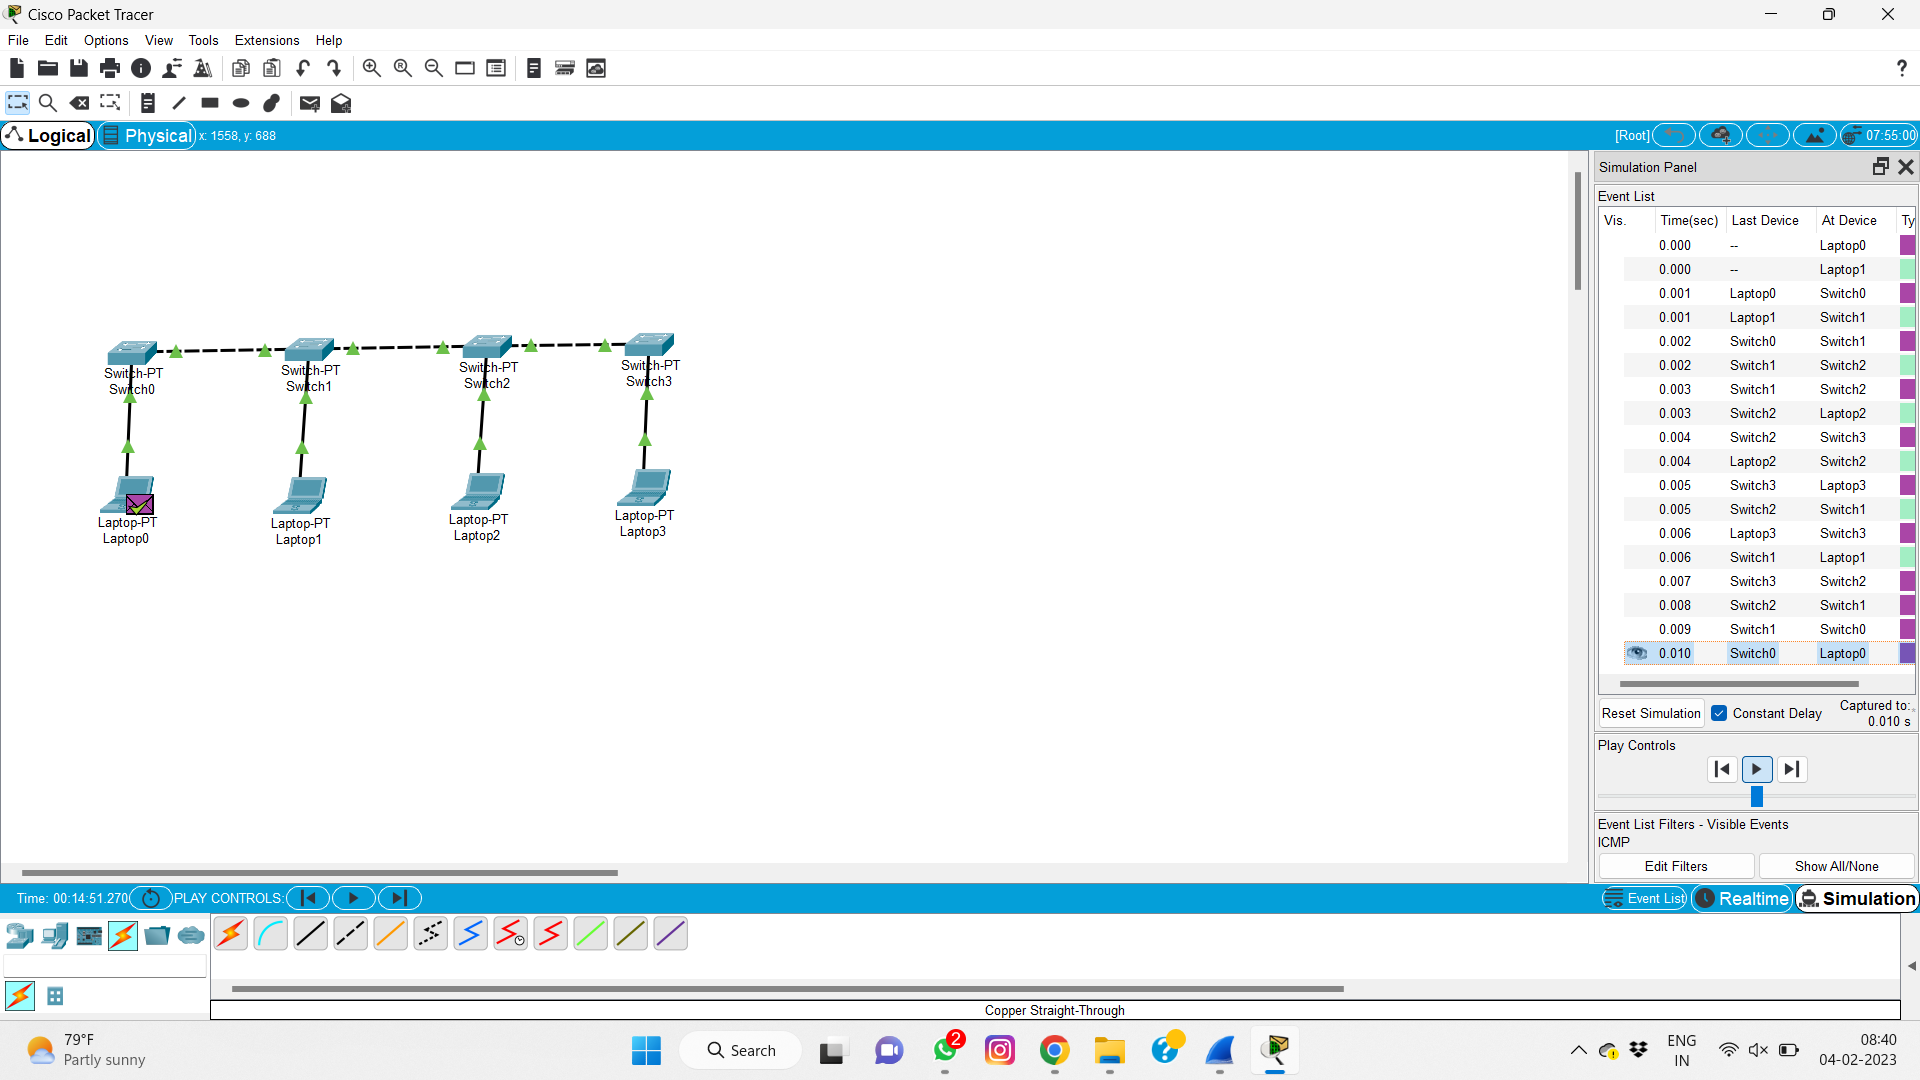 Cisco Packet Tracer
File Edit Options View Tools Extensions Help
?
Logical Physical x: 1558, y: 688 [Root] 07:55:00
Simulation Panel
Event List
Vis. Time(sec) Last Device At Device Ty
0.000 -- Laptop0
0.000 -- Laptop1
0.001 Laptop0 Switch0
0.001 Laptop1 Switch1
0.002 Switch0 Switch1
0.002 Switch1 Switch2
0.003 Switch1 Switch2
0.003 Switch2 Laptop2
0.004 Switch2 Switch3
0.004 Laptop2 Switch2
0.005 Switch3 Laptop3
0.005 Switch2 Switch1
0.006 Laptop3 Switch3
0.006 Switch1 Laptop1
0.007 Switch3 Switch2
0.008 Switch2 Switch1
0.009 Switch1 Switch0
0.010 Switch0 Laptop0
Reset Simulation Constant Delay Captured to:
0.010 s
Play Controls
Event List Filters - Visible Events
ICMP
Edit Filters Show All/None
Switch-PT
Switch0
Switch-PT
Switch1
Switch-PT
Switch2
Switch-PT
Switch3
Laptop-PT
Laptop0
Laptop-PT
Laptop1
Laptop-PT
Laptop2
Laptop-PT
Laptop3
Time: 00:14:51.270 PLAY CONTROLS: Event List Realtime Simulation
Copper Straight-Through
79°F
Partly sunny
Search
2
ENG
IN
08:40
04-02-2023